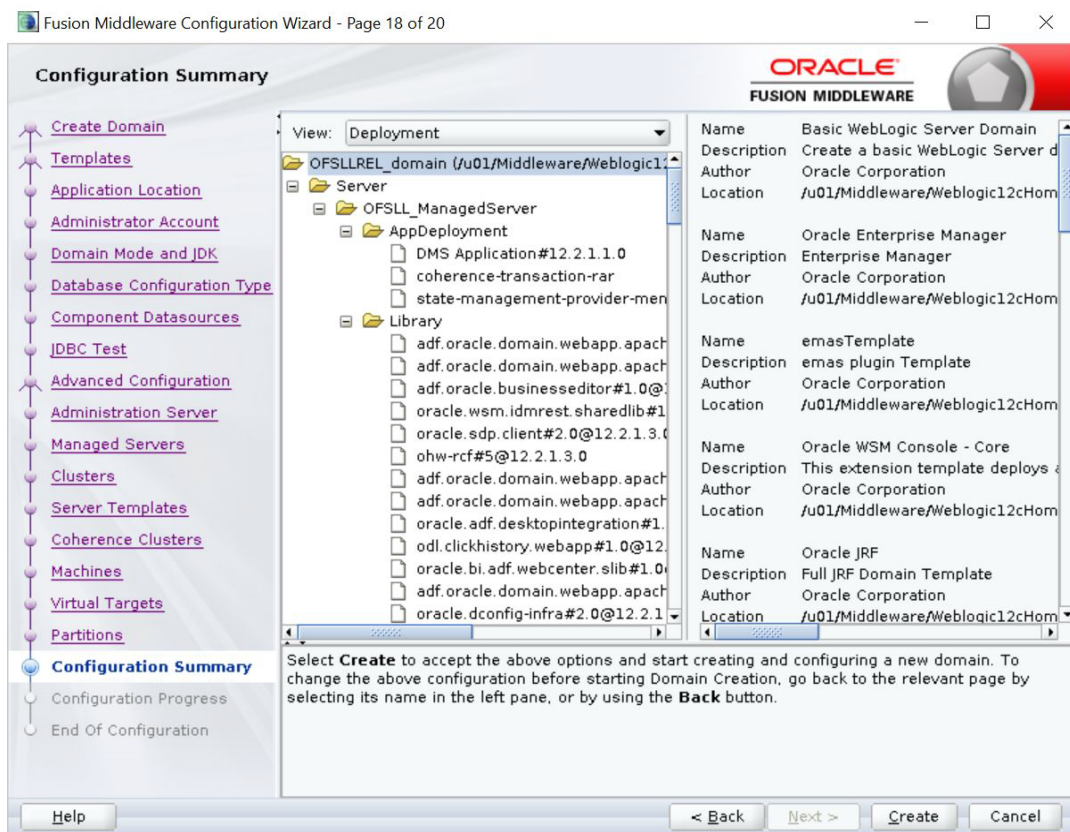 Fusion Middleware Configuration Wizard - Page 18 of 20
Configuration Summary
ORACLE
FUSION MIDDLEWARE
Create Domain
Templates
Application Location
Administrator Account
Domain Mode and JDK
Database Configuration Type
Component Datasources
JDBC Test
Advanced Configuration
Administration Server
Managed Servers
Clusters
Server Templates
Coherence Clusters
Machines
Virtual Targets
Partitions
Configuration Summary
Configuration Progress
End Of Configuration
View: Deployment
OFSLLREL_domain (/u01/Middleware/Weblogic12
Server
OFSLL_ManagedServer
AppDeployment
DMS Application#12.2.1.1.0
coherence-transaction-rar
state-management-provider-men
Library
adf.oracle.domain.webapp.apach
adf.oracle.domain.webapp.apach
adf.oracle.businesseditor#1.0@
oracle.wsm.idmrest.sharedlib#1
oracle.sdp.client#2.0@12.2.1.3.0
ohw-rcf#5@12.2.1.3.0
adf.oracle.domain.webapp.apach
adf.oracle.domain.webapp.apach
oracle.adf.desktopintegration#1.
odl.clickhistory.webapp#1.0@12.
oracle.bi.adf.webcenter.slib#1.0
adf.oracle.domain.webapp.apach
oracle.dconfig-infra#2.0@12.2.1
Name Basic WebLogic Server Domain
Description Create a basic WebLogic Server d
Author Oracle Corporation
Location /u01/Middleware/Weblogic12cHom
Name Oracle Enterprise Manager
Description Enterprise Manager
Author Oracle Corporation
Location /u01/Middleware/Weblogic12cHom
Name emasTemplate
Description emas plugin Template
Author Oracle Corporation
Location /u01/Middleware/Weblogic12cHom
Name Oracle WSM Console - Core
Description This extension template deploys a
Author Oracle Corporation
Location /u01/Middleware/Weblogic12cHom
Name Oracle JRF
Description Full JRF Domain Template
Author Oracle Corporation
Location /u01/Middleware/Weblogic12cHom
Select Create to accept the above options and start creating and configuring a new domain. To
change the above configuration before starting Domain Creation, go back to the relevant page by
selecting its name in the left pane, or by using the Back button.
Help
< Back
Next >
Create
Cancel